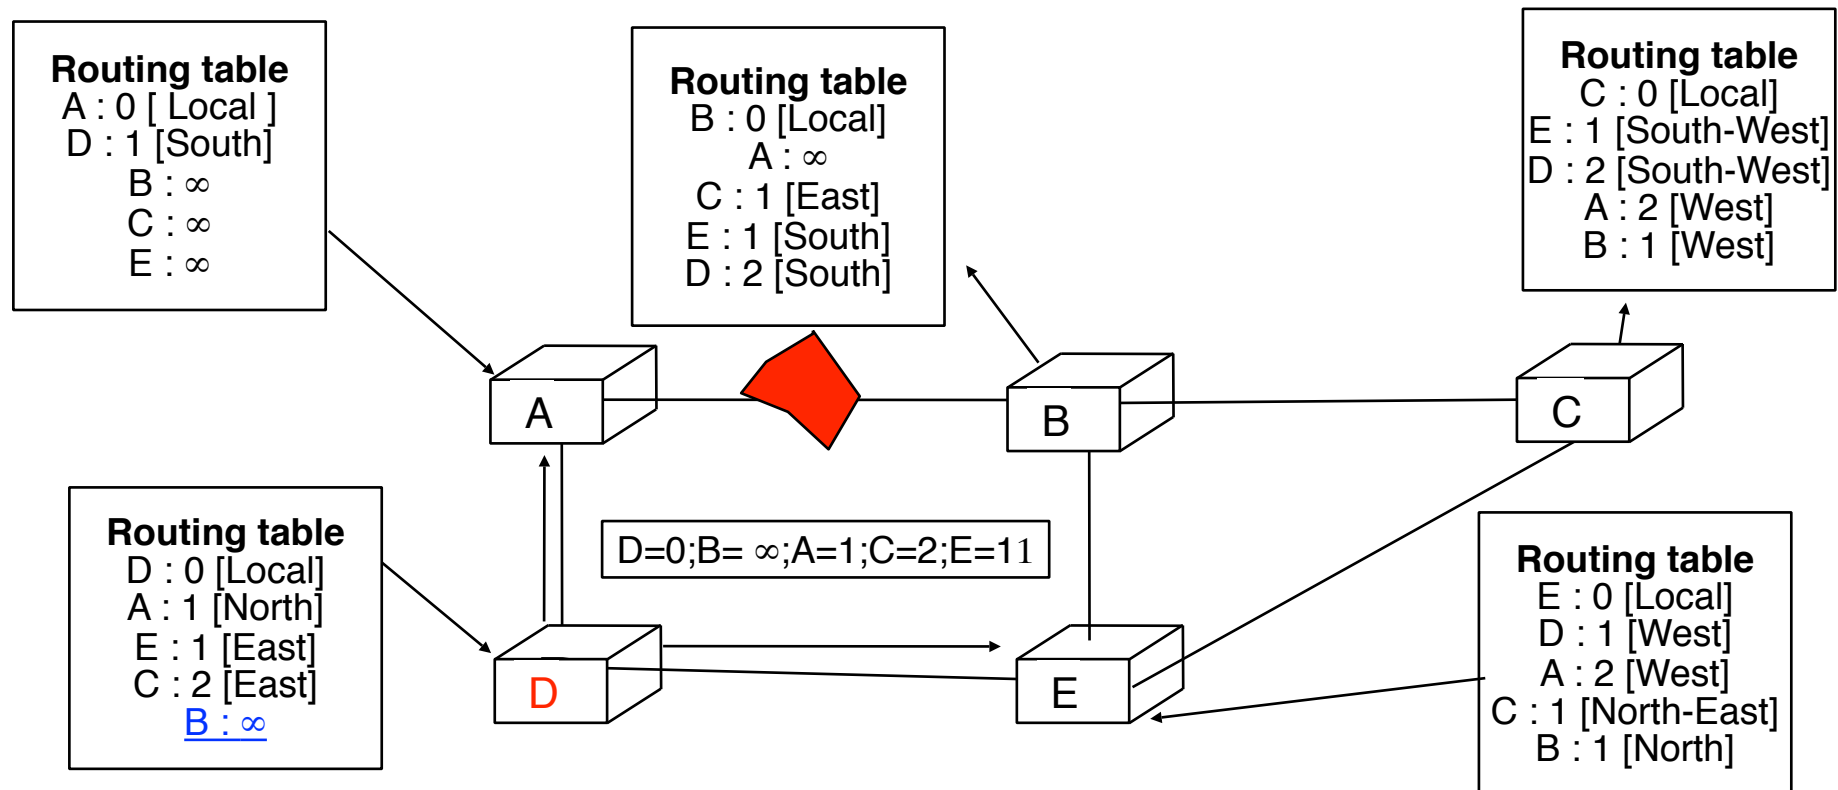 Routing table
A : 0 [ Local ]
D : 1 [South]
B : ∞
C : ∞
E : ∞
Routing table
B : 0 [Local]
A : ∞
C : 1 [East]
E : 1 [South]
D : 2 [South]
Routing table
C : 0 [Local]
E : 1 [South-West]
D : 2 [South-West]
A : 2 [West]
B : 1 [West]
A
B
C
Routing table
D : 0 [Local]
A : 1 [North]
E : 1 [East]
C : 2 [East]
B : ∞
D=0;B= ∞;A=1;C=2;E=11
D
E
Routing table
E : 0 [Local]
D : 1 [West]
A : 2 [West]
C : 1 [North-East]
B : 1 [North]